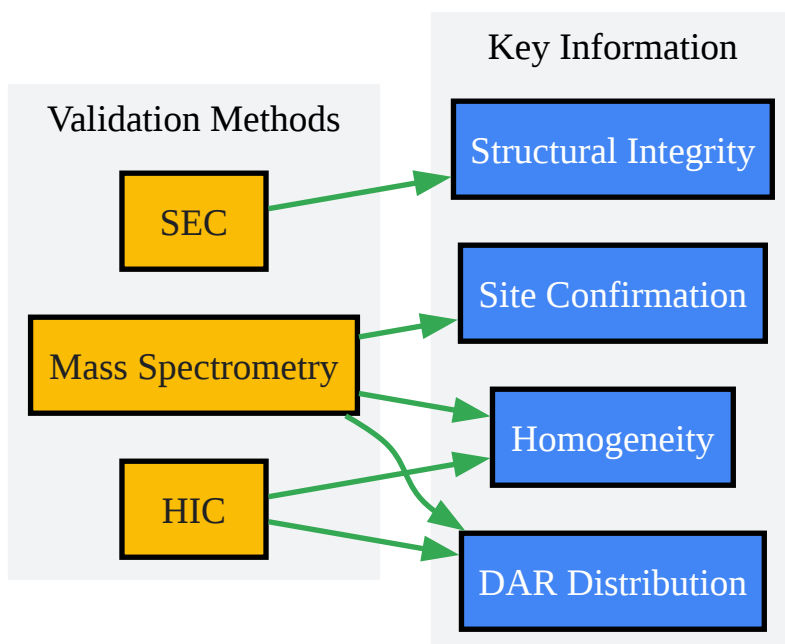 Validation Methods
SEC
Mass Spectrometry
HIC
Key Information
Structural Integrity
Site Confirmation
Homogeneity
DAR Distribution